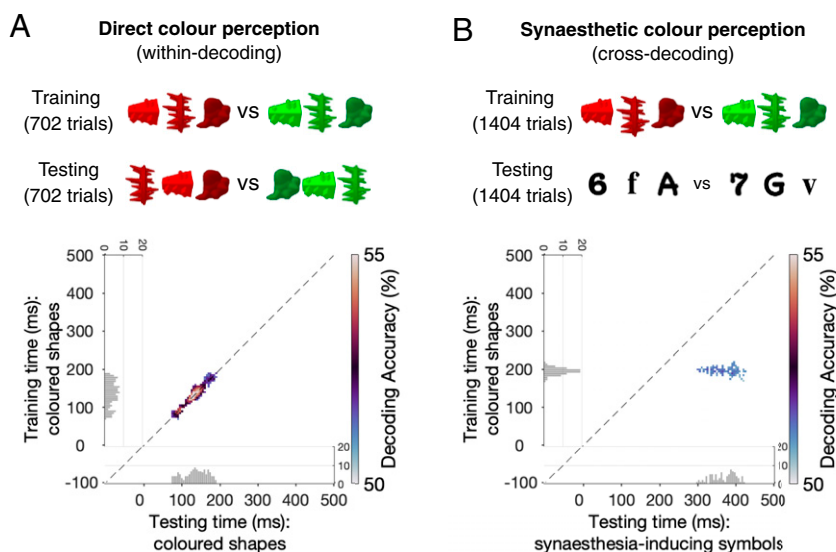 A
Direct colour perception
(within-decoding)
Training
(702 trials)
vs
Testing
(702 trials)
vs
0 10 20
500
400
300
200
100
0
-100
Training time (ms):
coloured shapes
20
10
0
0 100 200 300 400 500
Testing time (ms):
coloured shapes
55
Decoding Accuracy (%)
50
B
Synaesthetic colour perception
(cross-decoding)
Training
(1404 trials)
vs
Testing
(1404 trials)
6 f A vs 7 G v
0 10 20
500
400
300
200
100
0
-100
Training time (ms):
coloured shapes
20
10
0
0 100 200 300 400 500
Testing time (ms):
synaesthesia-inducing symbols
55
Decoding Accuracy (%)
50